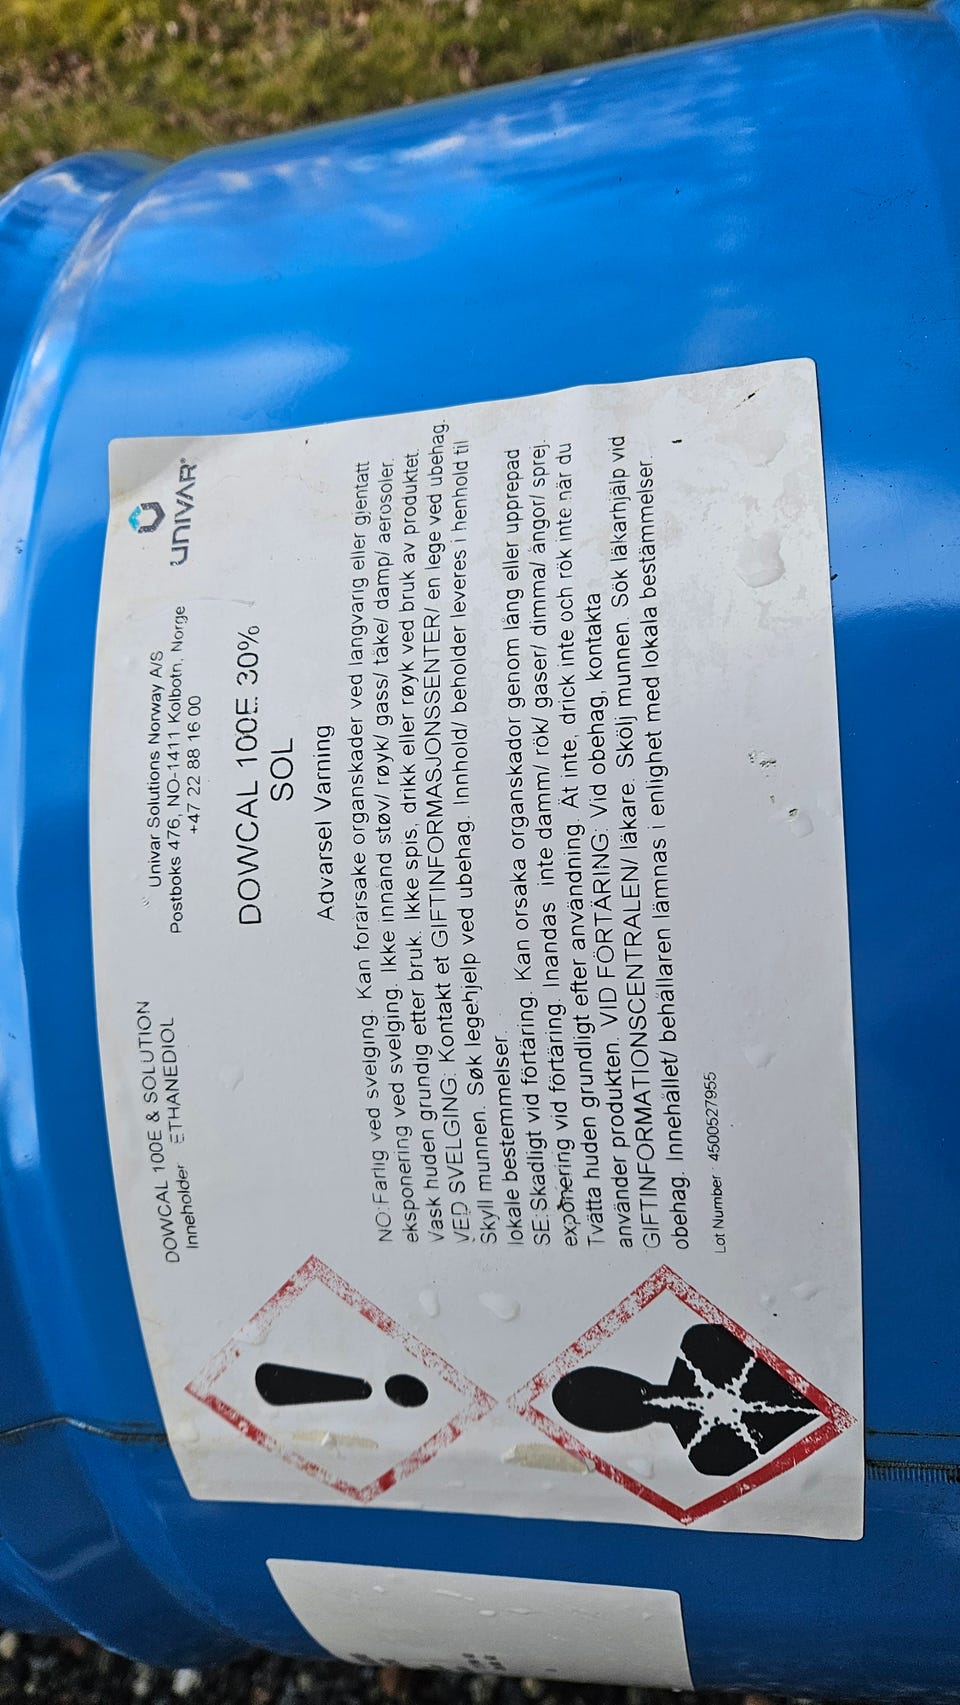 DOWCAL 100E & SOLUTION
Inneholder ETHANEDIOL
Univar Solutions Norway A/S
Postboks 476, NO-1411 Kolbotn, Norge
+47 22 88 16 00
UNIVAR®
DOWCAL 100E 30%
SOL
Advarsel Varning
NO:Farlig ved svelging. Kan forårsake organskader ved langvarig eller gjentatt
eksponering ved svelging. Ikke innånd støv/ røyk/ gass/ tåke/ damp/ aerosoler.
Vask huden grundig etter bruk. Ikke spis, drikk eller røyk ved bruk av produktet.
VED SVELGING: Kontakt et GIFTINFORMASJONSSENTER/ en lege ved ubehag.
Skyll munnen. Søk legehjelp ved ubehag. Innhold/ beholder leveres i henhold til
lokale bestemmelser.
SE:Skadligt vid förtäring. Kan orsaka organskador genom lång eller upprepad
exponering vid förtäring. Inandas inte damm/ rök/ gaser/ dimma/ ångor/ sprej.
Tvätta huden grundligt efter användning. Ät inte, drick inte och rök inte när du
använder produkten. VID FÖRTÄRING: Vid obehag, kontakta
GIFTINFORMATIONSCENTRALEN/ läkare. Skölj munnen. Sök läkarhjälp vid
obehag. Innehållet/ behållaren lämnas i enlighet med lokala bestämmelser.
Lot Number : 4500527955